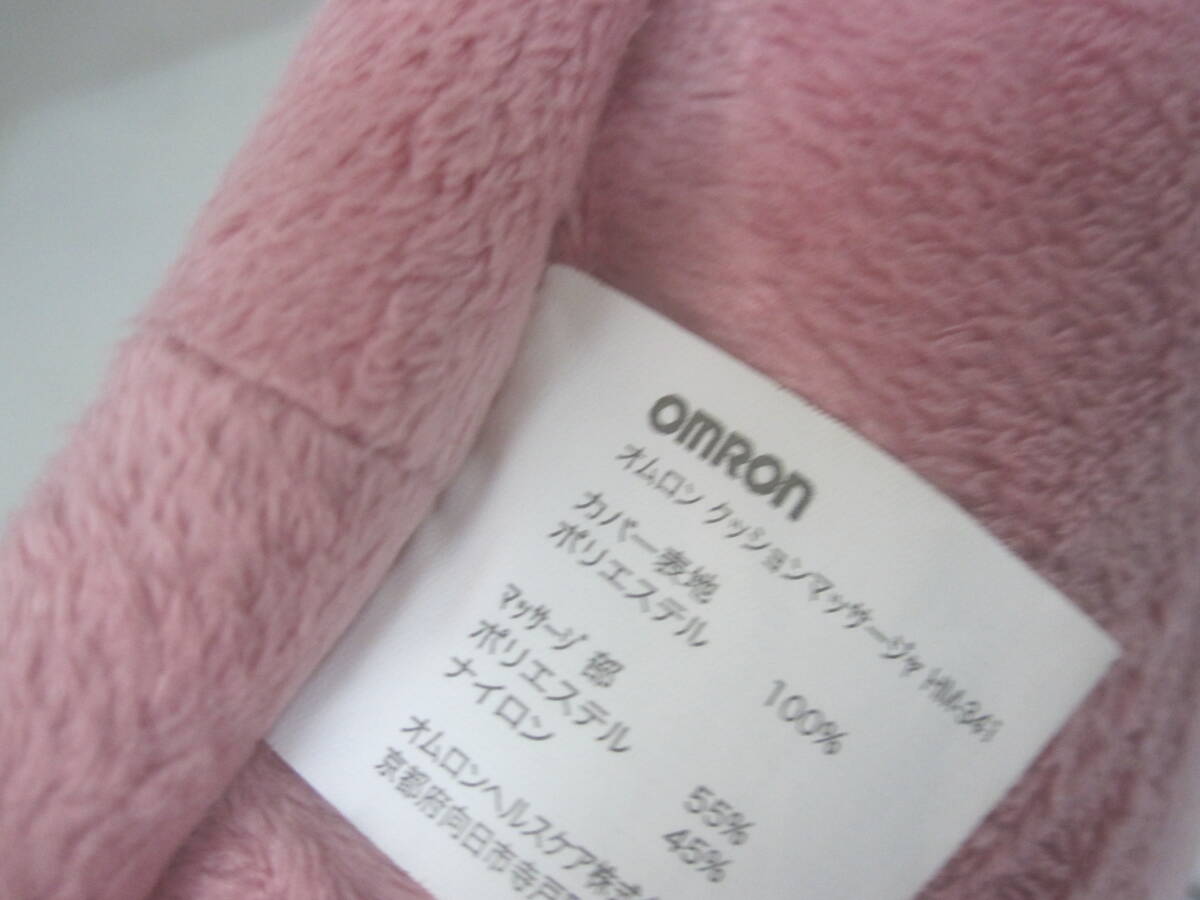 OMRON
オムロン クッションマッサージャ HM-341
カバー表地
ポリエステル 100%
マッサージ 部
ポリエステル 55%
ナイロン 45%
オムロンヘルスケア株式
京都府向日市寺戸